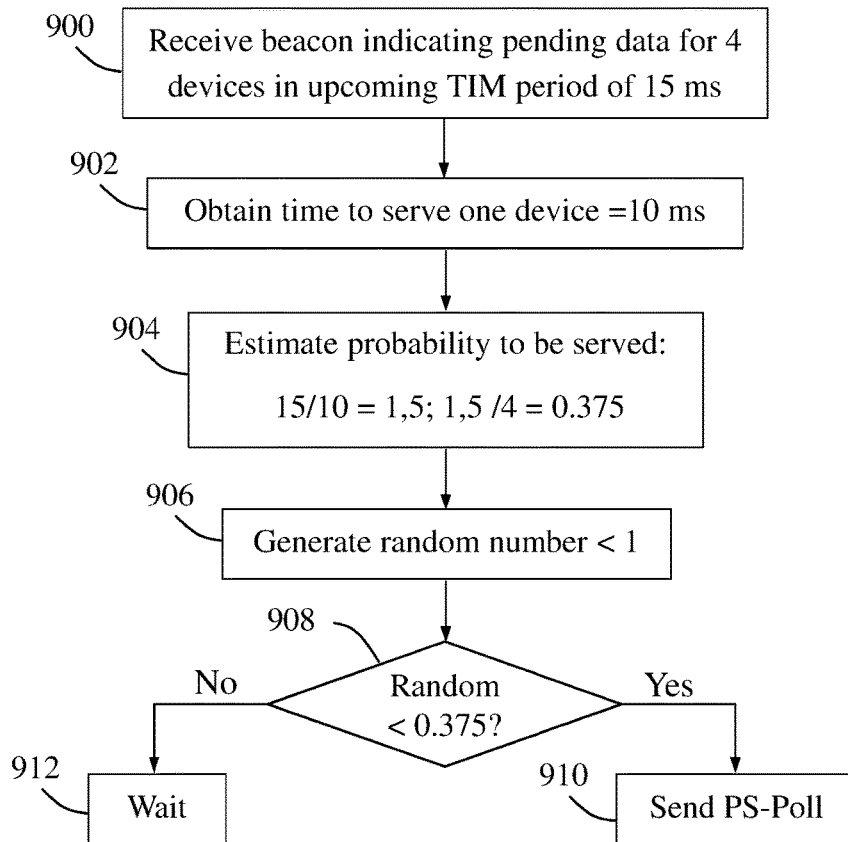 900
Receive beacon indicating pending data for 4
devices in upcoming TIM period of 15 ms
902
Obtain time to serve one device =10 ms
904
Estimate probability to be served:
15/10 = 1,5; 1,5 /4 = 0.375
906
Generate random number < 1
908
No
Random
< 0.375?
Yes
912
Wait
910
Send PS-Poll